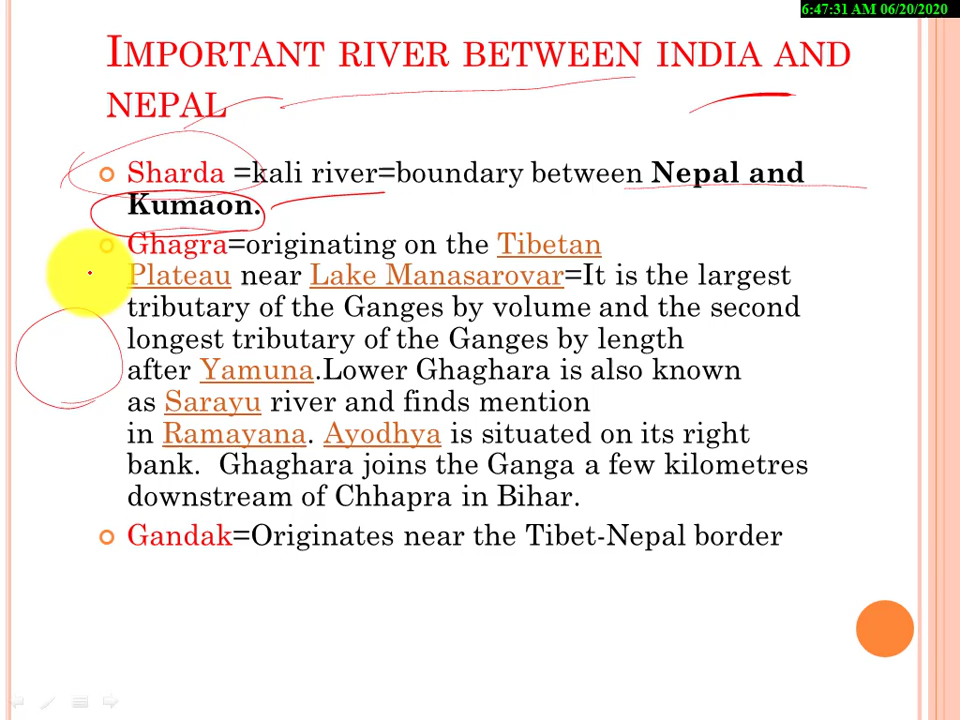 6:47:31 AM 06/20/2020
IMPORTANT RIVER BETWEEN INDIA AND
NEPAL
Sharda =kali river=boundary between Nepal and
Kumaon.
Ghagra=originating on the Tibetan
Plateau near Lake Manasarovar=It is the largest
tributary of the Ganges by volume and the second
longest tributary of the Ganges by length
after Yamuna.Lower Ghaghara is also known
as Sarayu river and finds mention
in Ramayana. Ayodhya is situated on its right
bank.  Ghaghara joins the Ganga a few kilometres
downstream of Chhapra in Bihar.
Gandak=Originates near the Tibet-Nepal border